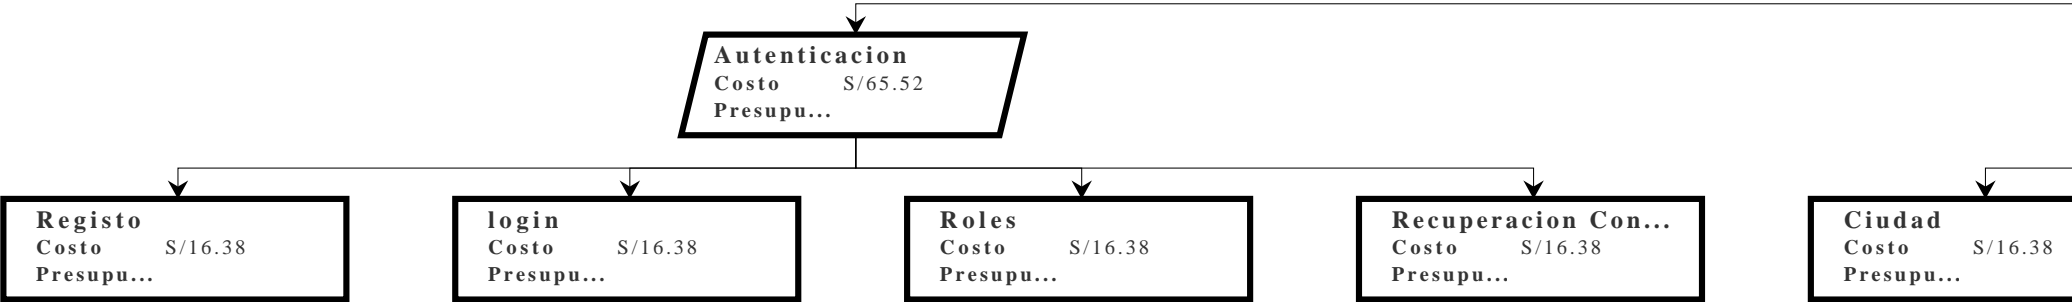 Autenticacion
Costo S/65.52
Presupu...
Registo
Costo S/16.38
Presupu...
login
Costo S/16.38
Presupu...
Roles
Costo S/16.38
Presupu...
Recuperacion Con...
Costo S/16.38
Presupu...
Ciudad
Costo S/16.38
Presupu...